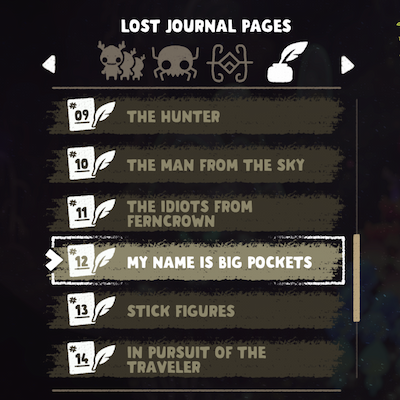 LOST JOURNAL PAGES
#09 THE HUNTER
#10 THE MAN FROM THE SKY
#11 THE IDIOTS FROM
FERNCROWN
#12 MY NAME IS BIG POCKETS
#13 STICK FIGURES
#14 IN PURSUIT OF THE
TRAVELER